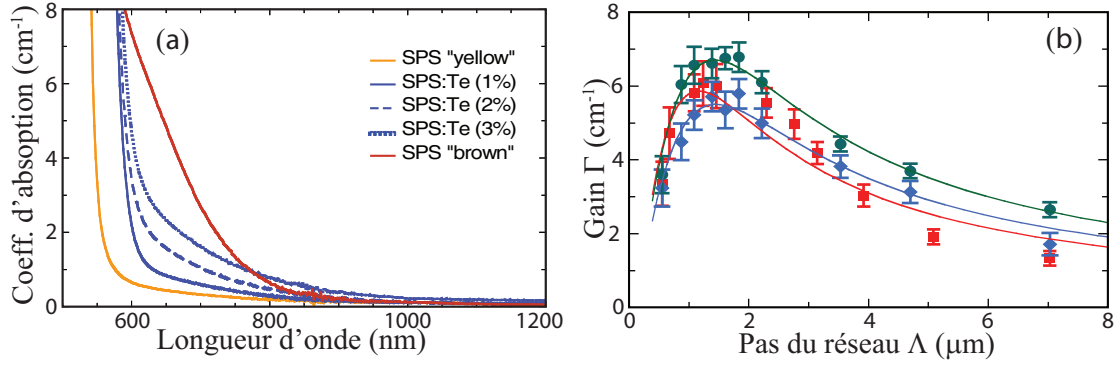 (a)
SPS "yellow"
SPS:Te (1%)
SPS:Te (2%)
SPS:Te (3%)
SPS "brown"
Coeff. d'absoption (cm-1)
8
6
4
2
0
600
800
1000
1200
Longueur d'onde (nm)
(b)
Gain Γ (cm-1)
8
6
4
2
0
0
2
4
6
8
Pas du réseau Λ (μm)